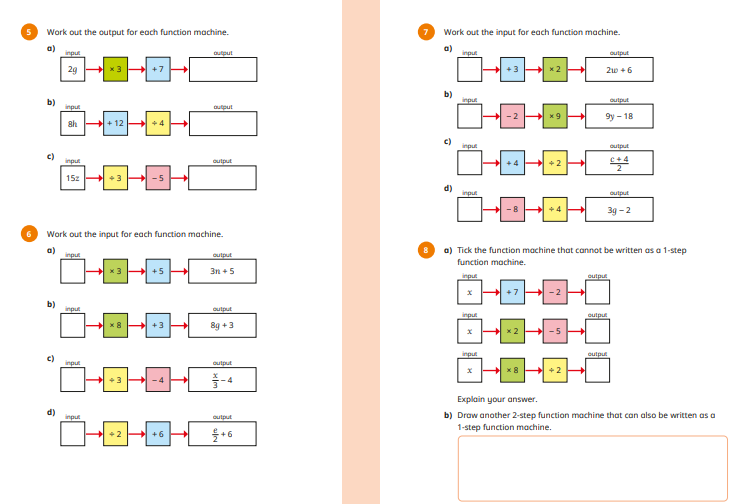 5 Work out the output for each function machine.
a)
input output
2g × 3 + 7
b)
input output
8h + 12 ÷ 4
c)
input output
15z ÷ 3 − 5
6 Work out the input for each function machine.
a)
input output
× 3 + 5 3n + 5
b)
input output
× 8 + 3 8g + 3
c)
input output
÷ 3 − 4 x/3 − 4
d)
input output
÷ 2 + 6 e/2 + 6
7 Work out the input for each function machine.
a)
input output
+ 3 × 2 2w + 6
b)
input output
− 2 × 9 9y − 18
c)
input output
+ 4 ÷ 2 c + 4/2
d)
input output
− 8 ÷ 4 3g − 2
8 a) Tick the function machine that cannot be written as a 1-step
function machine.
input output
x + 7 − 2
input output
x × 2 − 5
input output
x × 8 ÷ 2
Explain your answer.
b) Draw another 2-step function machine that can also be written as a
1-step function machine.